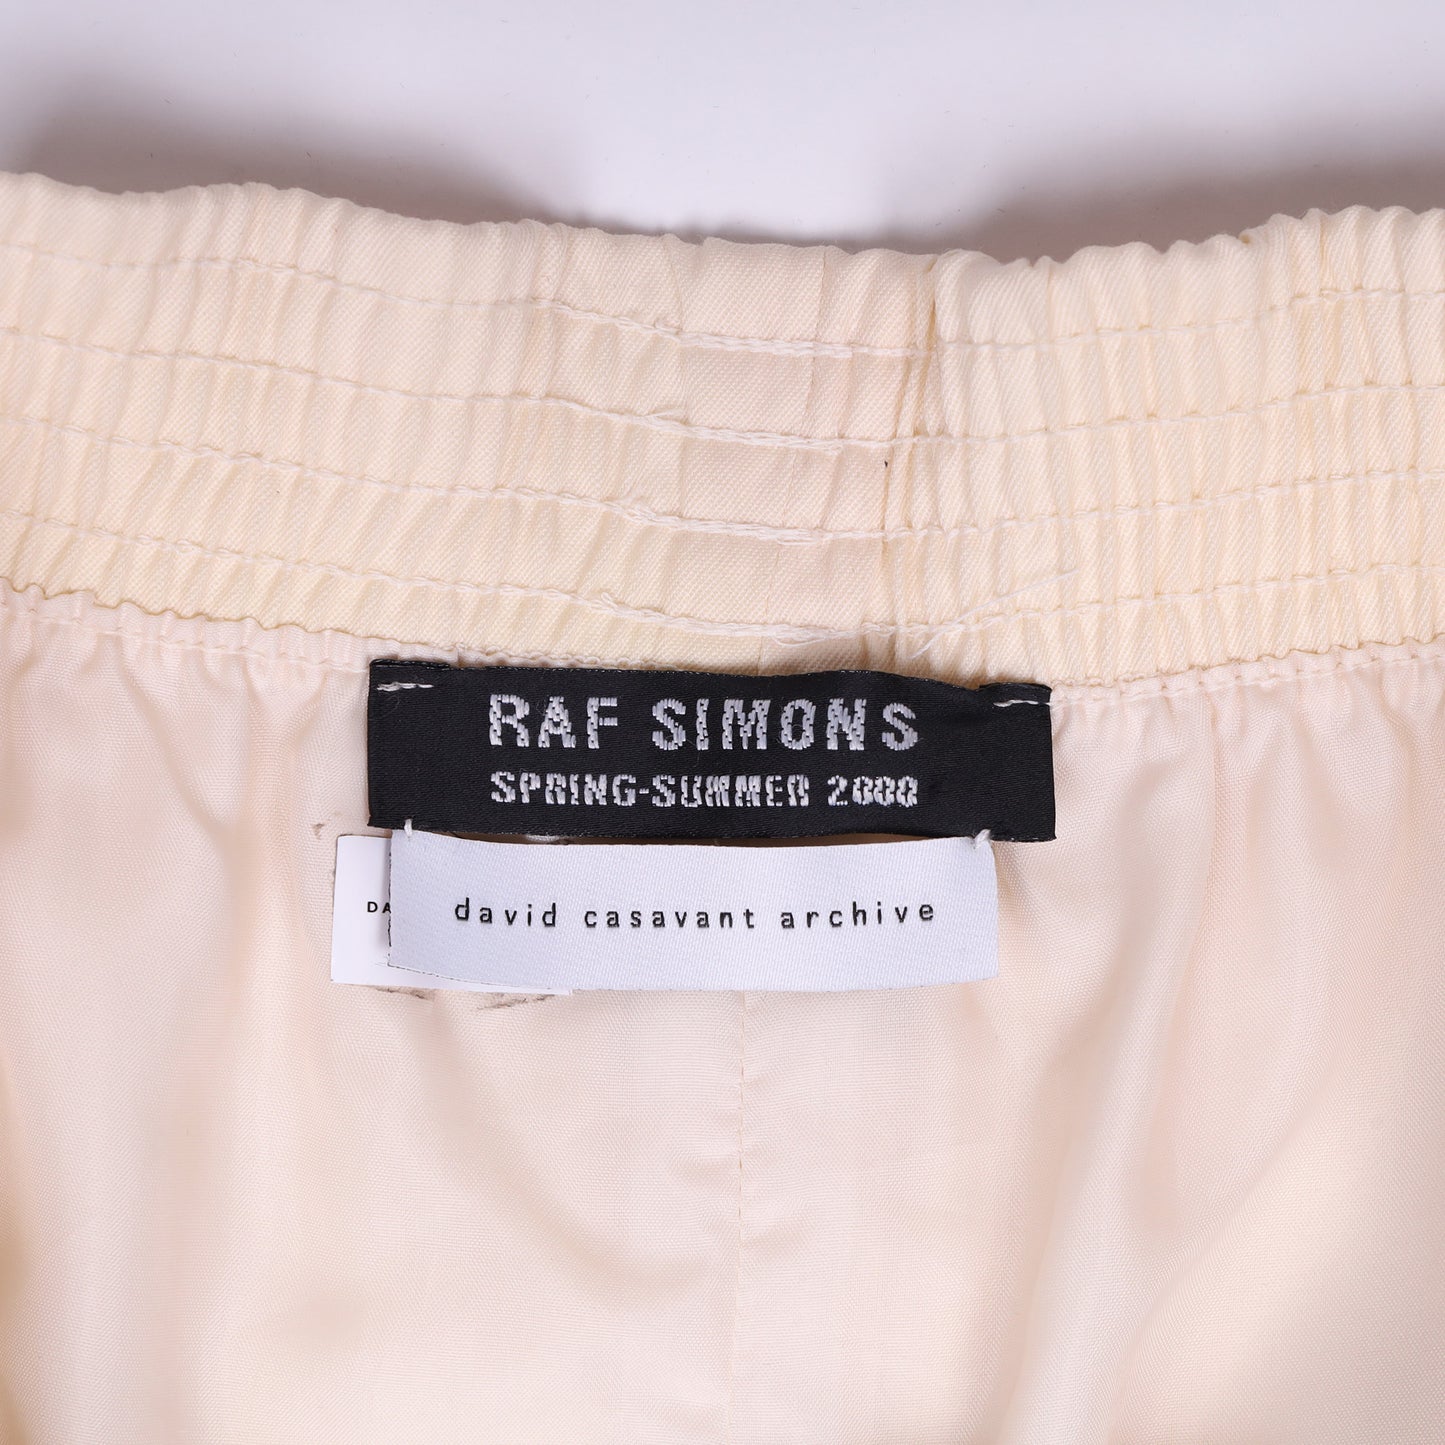 RAF SIMONS
SPRING-SUMMER 2000
david casavant archive